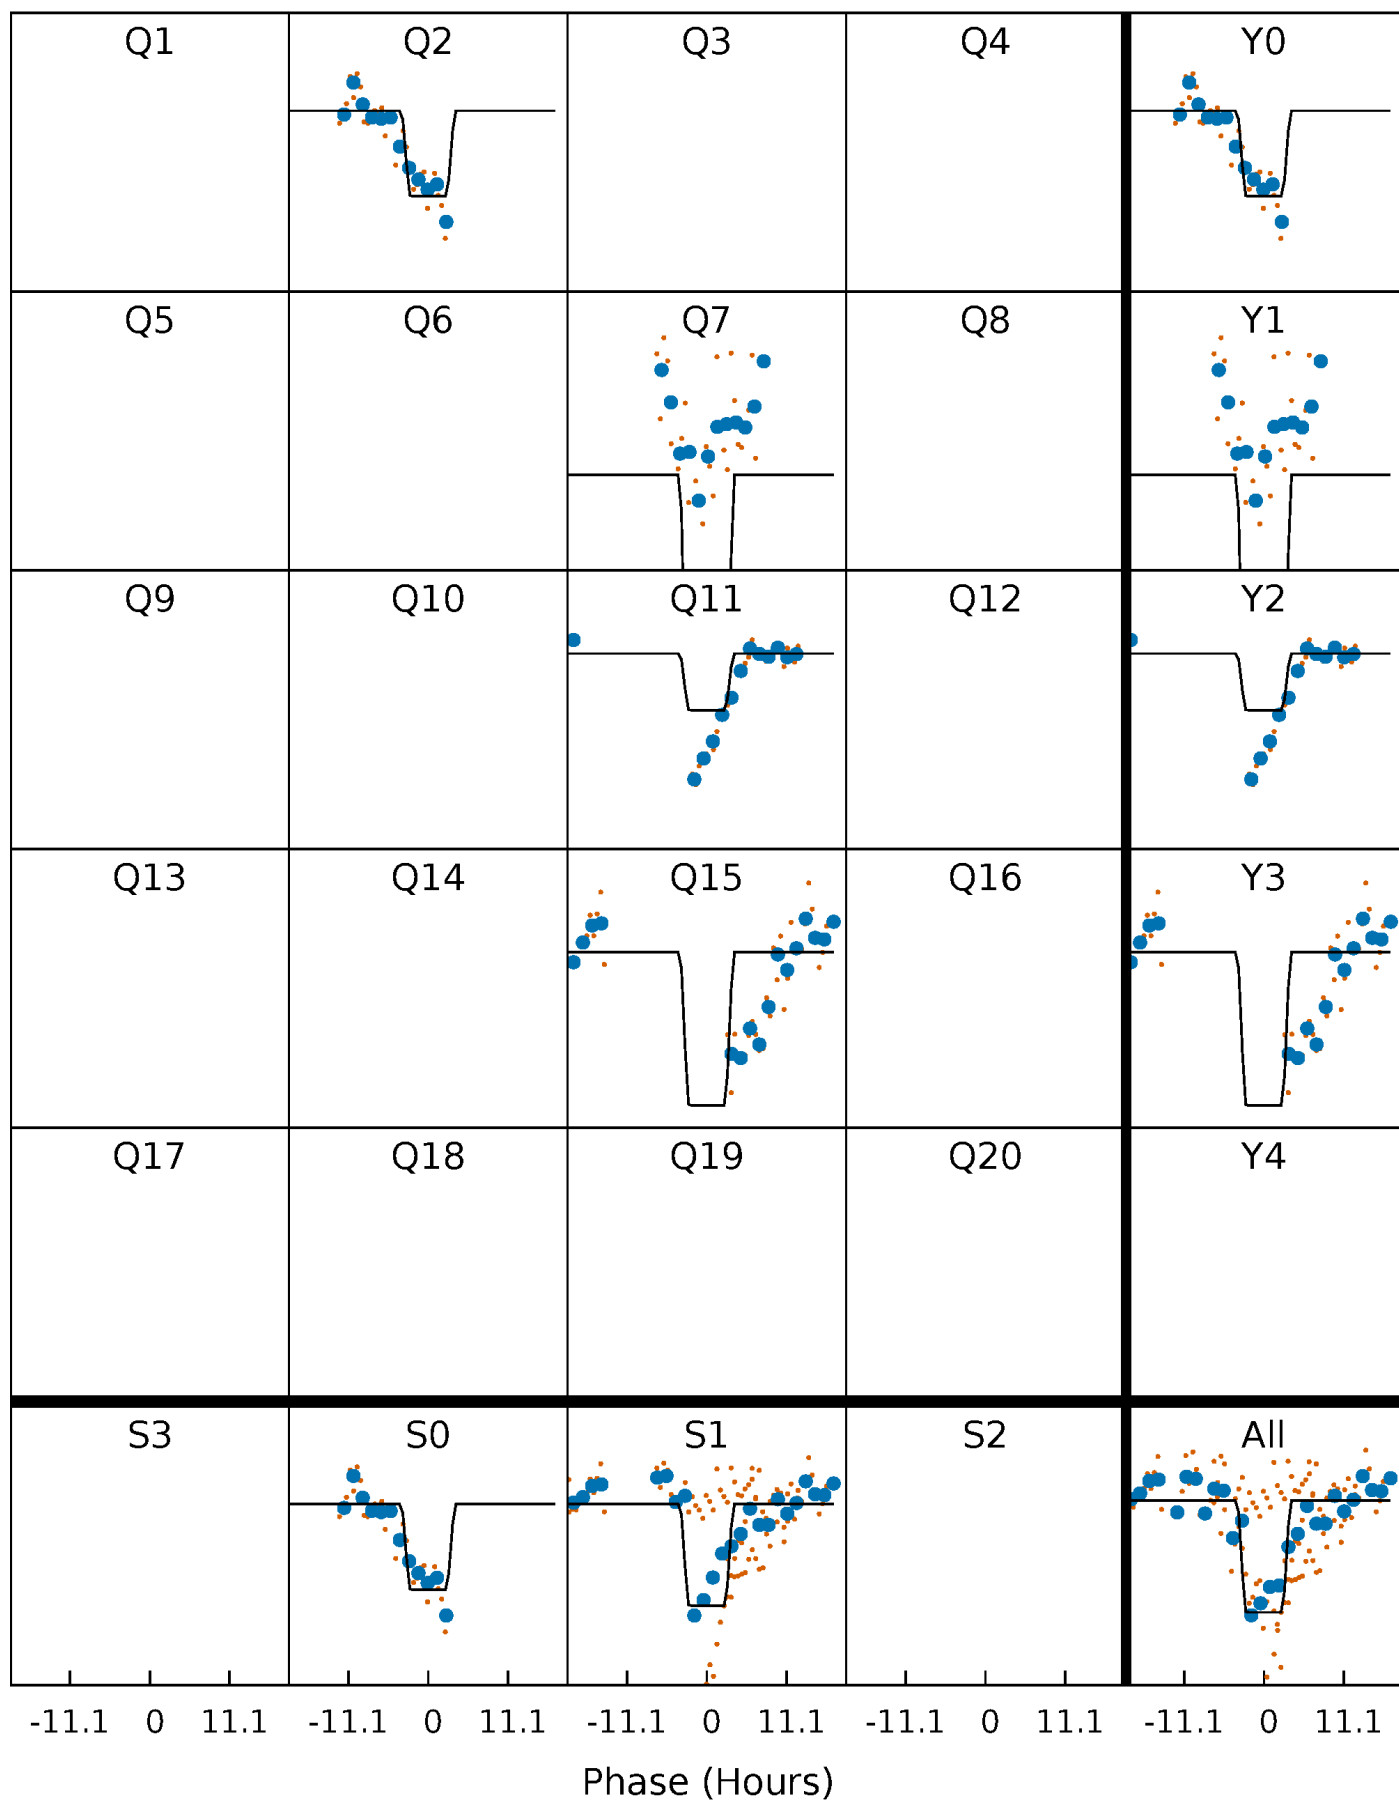 Q1 Q2 Q3 Q4 Y0
Q5 Q6 Q7 Q8 Y1
Q9 Q10 Q11 Q12 Y2
Q13 Q14 Q15 Q16 Y3
Q17 Q18 Q19 Q20 Y4
S3 S0 S1 S2 All
-11.1 0 11.1 -11.1 0 11.1 -11.1 0 11.1 -11.1 0 11.1 -11.1 0 11.1
Phase (Hours)